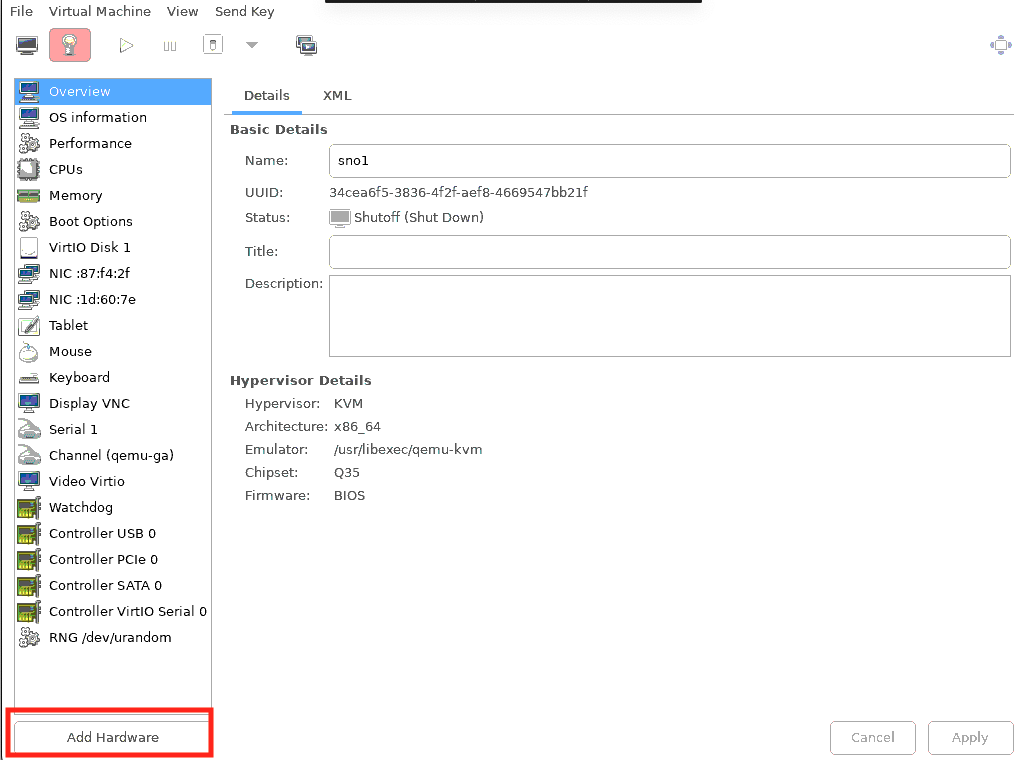 File Virtual Machine View Send Key
Overview
OS information
Performance
CPUs
Memory
Boot Options
VirtIO Disk 1
NIC :87:f4:2f
NIC :1d:60:7e
Tablet
Mouse
Keyboard
Display VNC
Serial 1
Channel (qemu-ga)
Video Virtio
Watchdog
Controller USB 0
Controller PCIe 0
Controller SATA 0
Controller VirtIO Serial 0
RNG /dev/urandom
Add Hardware
Details XML
Basic Details
Name: sno1
UUID: 34cea6f5-3836-4f2f-aef8-4669547bb21f
Status: Shutoff (Shut Down)
Title:
Description:
Hypervisor Details
Hypervisor: KVM
Architecture: x86_64
Emulator: /usr/libexec/qemu-kvm
Chipset: Q35
Firmware: BIOS
Cancel Apply